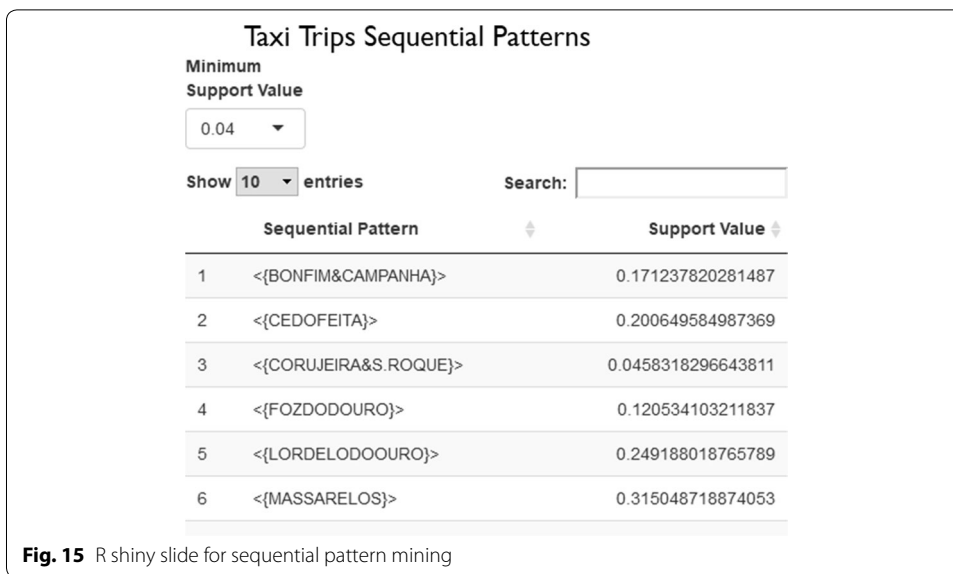 Taxi Trips Sequential Patterns
Minimum
Support Value
0.04
Show 10 entries Search:
Sequential Pattern Support Value
1 <{BONFIM&CAMPANHA}> 0.171237820281487
2 <{CEDOFEITA}> 0.200649584987369
3 <{CORUJEIRA&S.ROQUE}> 0.0458318296643811
4 <{FOZDODOURO}> 0.120534103211837
5 <{LORDELODOOURO}> 0.249188018765789
6 <{MASSARELOS}> 0.315048718874053
Fig. 15 R shiny slide for sequential pattern mining